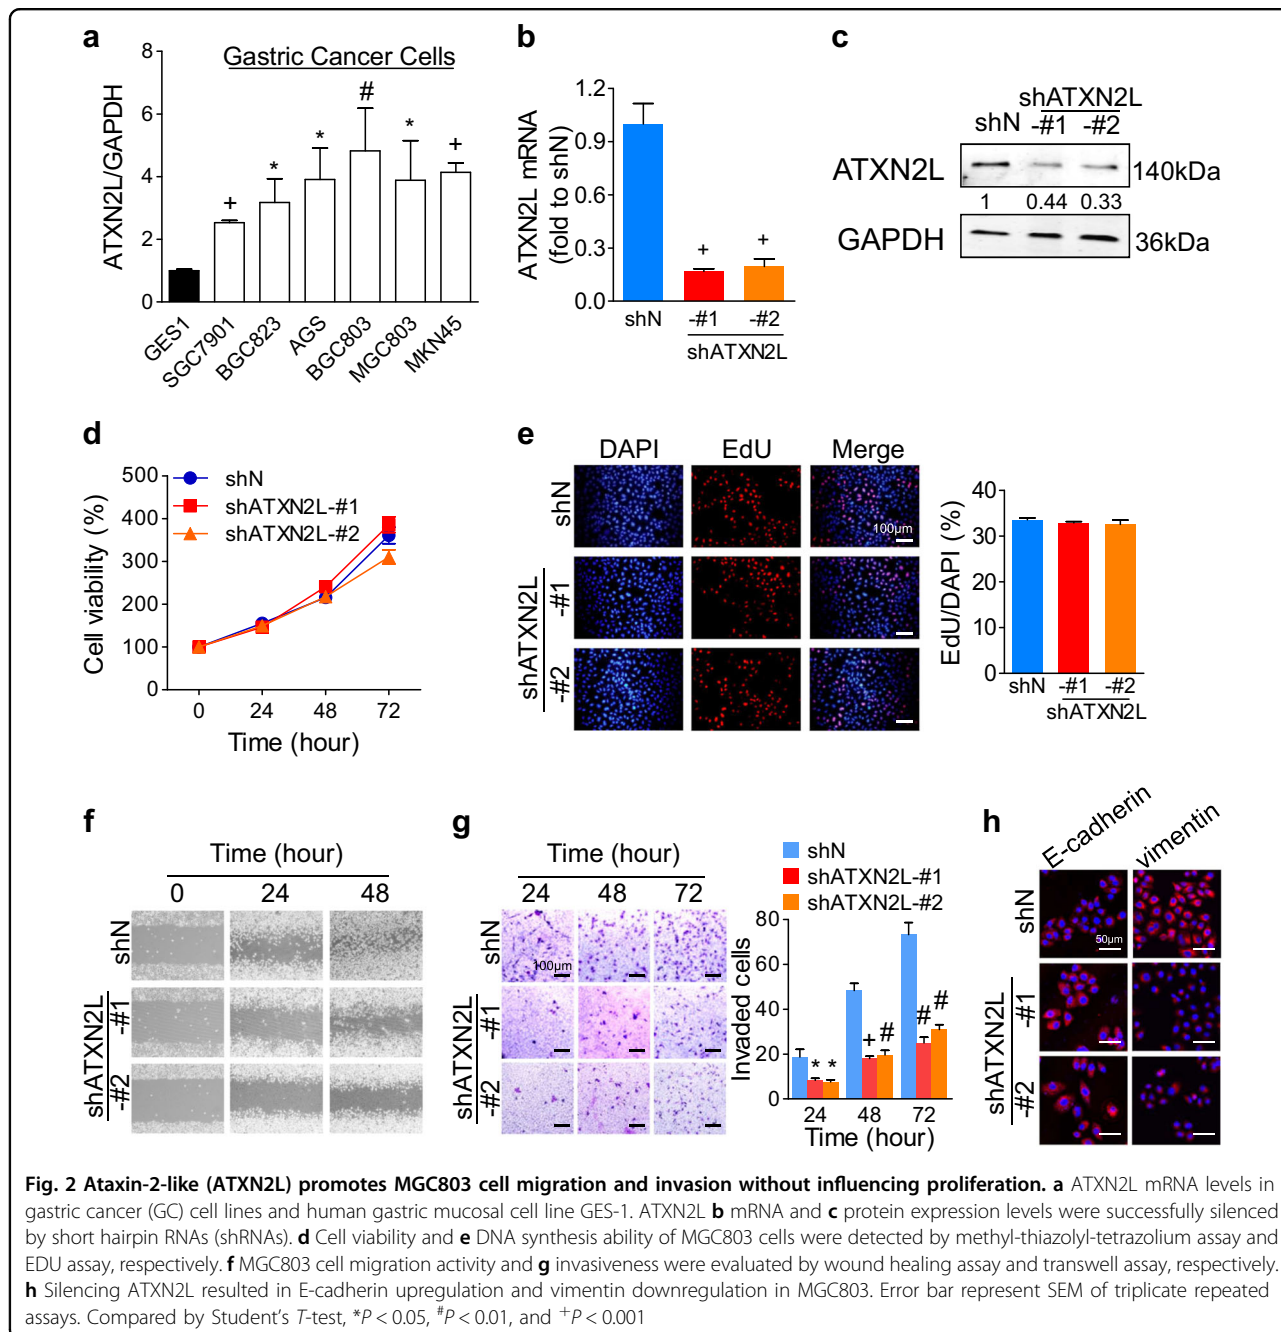 a
Gastric Cancer Cells
ATXN2L/GAPDH
8
6
4
2
0
+
*
*
#
*
+
GES1
SGC7901
BGC823
AGS
BGC803
MGC803
MKN45
b
ATXN2L mRNA
(fold to shN)
1.2
0.9
0.6
0.3
0.0
+
+
shN
-#1
-#2
shATXN2L
c
shATXN2L
shN -#1 -#2
ATXN2L
140kDa
1 0.44 0.33
GAPDH
36kDa
d
shN
shATXN2L-#1
shATXN2L-#2
Cell viability (%)
500
400
300
200
100
0
0 24 48 72
Time (hour)
e
DAPI EdU Merge
shN
100µm
shATXN2L
-#1
-#2
EdU/DAPI (%)
40
30
20
10
0
shN -#1 -#2
shATXN2L
f
Time (hour)
0 24 48
shN
shATXN2L
-#1
-#2
g
Time (hour)
24 48 72
shN
100µm
shATXN2L
-#1
-#2
shN
shATXN2L-#1
shATXN2L-#2
Invaded cells
80
60
40
20
0
* *
+ #
# #
24 48 72
Time (hour)
h
E-cadherin
vimentin
shN
50µm
shATXN2L
-#1
-#2
Fig. 2 Ataxin-2-like (ATXN2L) promotes MGC803 cell migration and invasion without influencing proliferation. a ATXN2L mRNA levels in
gastric cancer (GC) cell lines and human gastric mucosal cell line GES-1. ATXN2L b mRNA and c protein expression levels were successfully silenced
by short hairpin RNAs (shRNAs). d Cell viability and e DNA synthesis ability of MGC803 cells were detected by methyl-thiazolyl-tetrazolium assay and
EDU assay, respectively. f MGC803 cell migration activity and g invasiveness were evaluated by wound healing assay and transwell assay, respectively.
h Silencing ATXN2L resulted in E-cadherin upregulation and vimentin downregulation in MGC803. Error bar represent SEM of triplicate repeated
assays. Compared by Student's T-test, *P < 0.05, #P < 0.01, and +P < 0.001